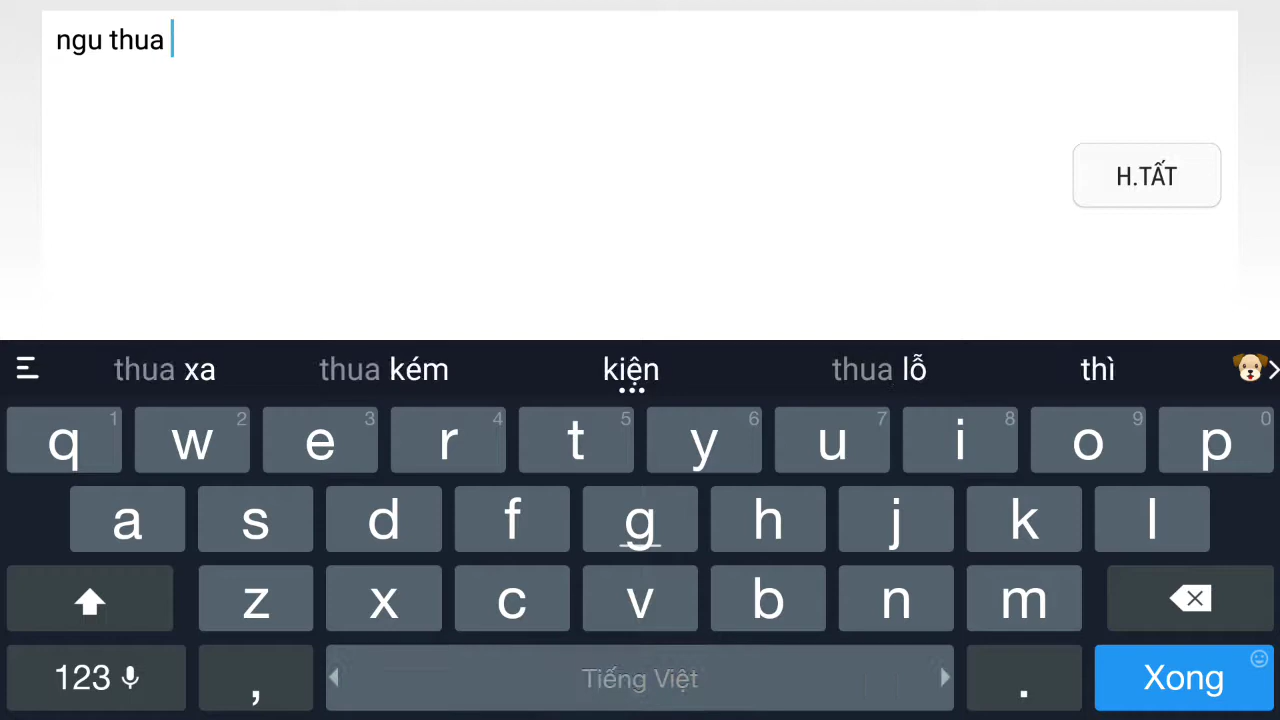 ngu thua
H.TẤT
thua xa thua kém kiện thua lỗ thì
q 1 w 2 e 3 r 4 t 5 y 6 u 7 i 8 o 9 p 0
a s d f g h j k l
z x c v b n m
123 , Tiếng Việt . Xong